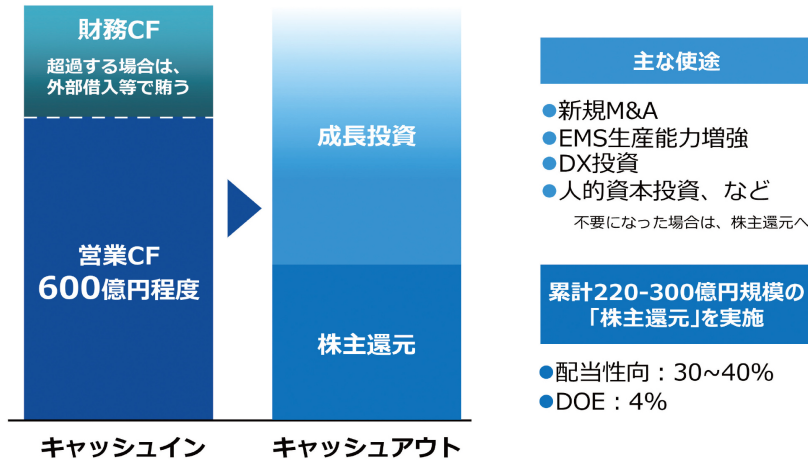 財務CF
超過する場合は、
外部借入等で賄う
営業CF
600億円程度
キャッシュイン
成長投資
株主還元
キャッシュアウト
主な使途
●新規M&A
●EMS生産能力増強
●DX投資
●人的資本投資、など
不要になった場合は、株主還元へ
累計220-300億円規模の
「株主還元」を実施
●配当性向：30~40%
●DOE：4%